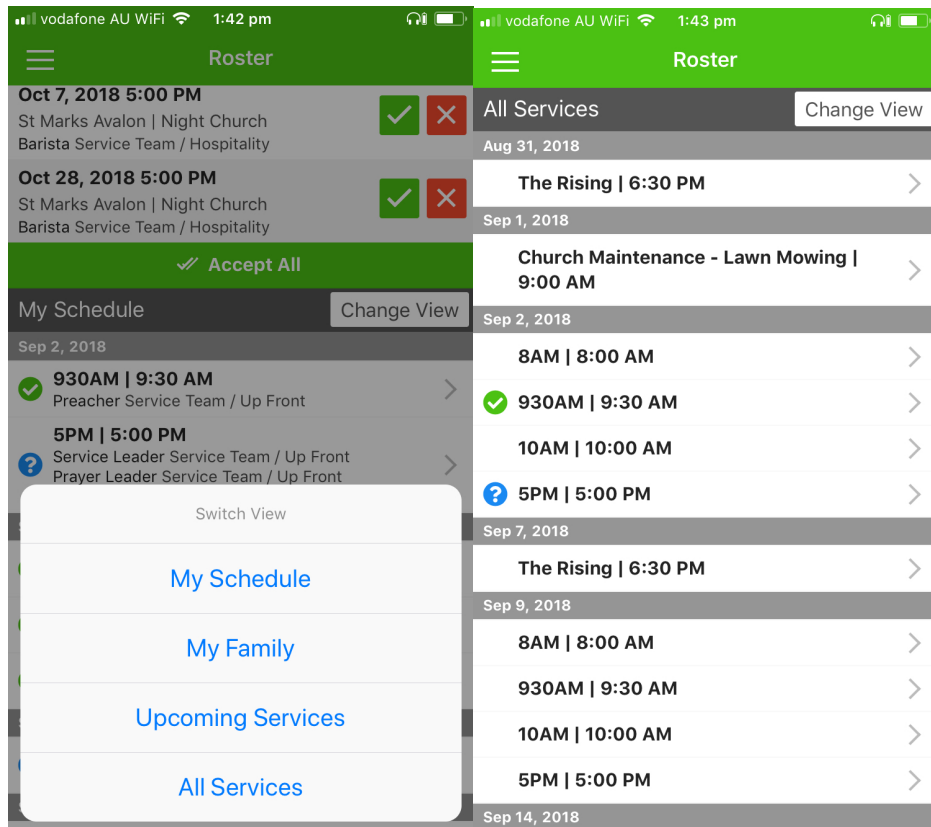 vodafone AU WiFi 1:42 pm
Roster
Oct 7, 2018 5:00 PM
St Marks Avalon | Night Church
Barista Service Team / Hospitality
Oct 28, 2018 5:00 PM
St Marks Avalon | Night Church
Barista Service Team / Hospitality
Accept All
My Schedule Change View
Sep 2, 2018
930AM | 9:30 AM
Preacher Service Team / Up Front
5PM | 5:00 PM
Service Leader Service Team / Up Front
Prayer Leader Service Team / Up Front
Switch View
My Schedule
My Family
Upcoming Services
All Services
vodafone AU WiFi 1:43 pm
Roster
All Services Change View
Aug 31, 2018
The Rising | 6:30 PM
Sep 1, 2018
Church Maintenance - Lawn Mowing |
9:00 AM
Sep 2, 2018
8AM | 8:00 AM
930AM | 9:30 AM
10AM | 10:00 AM
5PM | 5:00 PM
Sep 7, 2018
The Rising | 6:30 PM
Sep 9, 2018
8AM | 8:00 AM
930AM | 9:30 AM
10AM | 10:00 AM
5PM | 5:00 PM
Sep 14, 2018